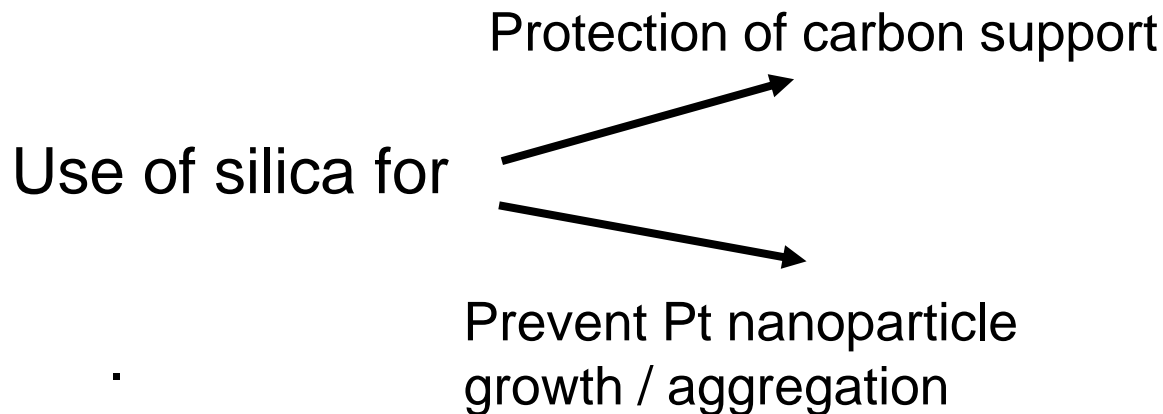 Protection of carbon support
Use of silica for
Prevent Pt nanoparticle
growth / aggregation
.